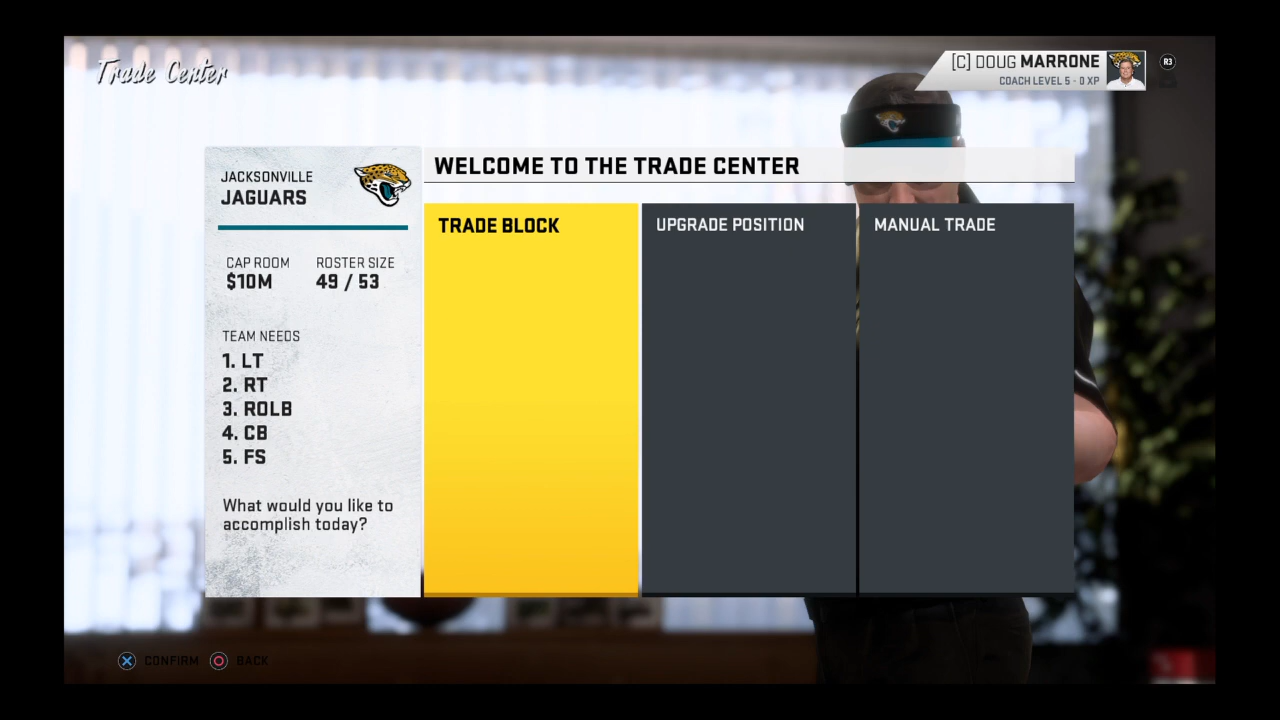 Trade Center
[C] DOUG MARRONE
COACH LEVEL 5 - 0 XP
R3
JACKSONVILLE
JAGUARS
CAP ROOM
$10M
ROSTER SIZE
49 / 53
TEAM NEEDS
1. LT
2. RT
3. ROLB
4. CB
5. FS
What would you like to
accomplish today?
WELCOME TO THE TRADE CENTER
TRADE BLOCK
UPGRADE POSITION
MANUAL TRADE
CONFIRM
BACK